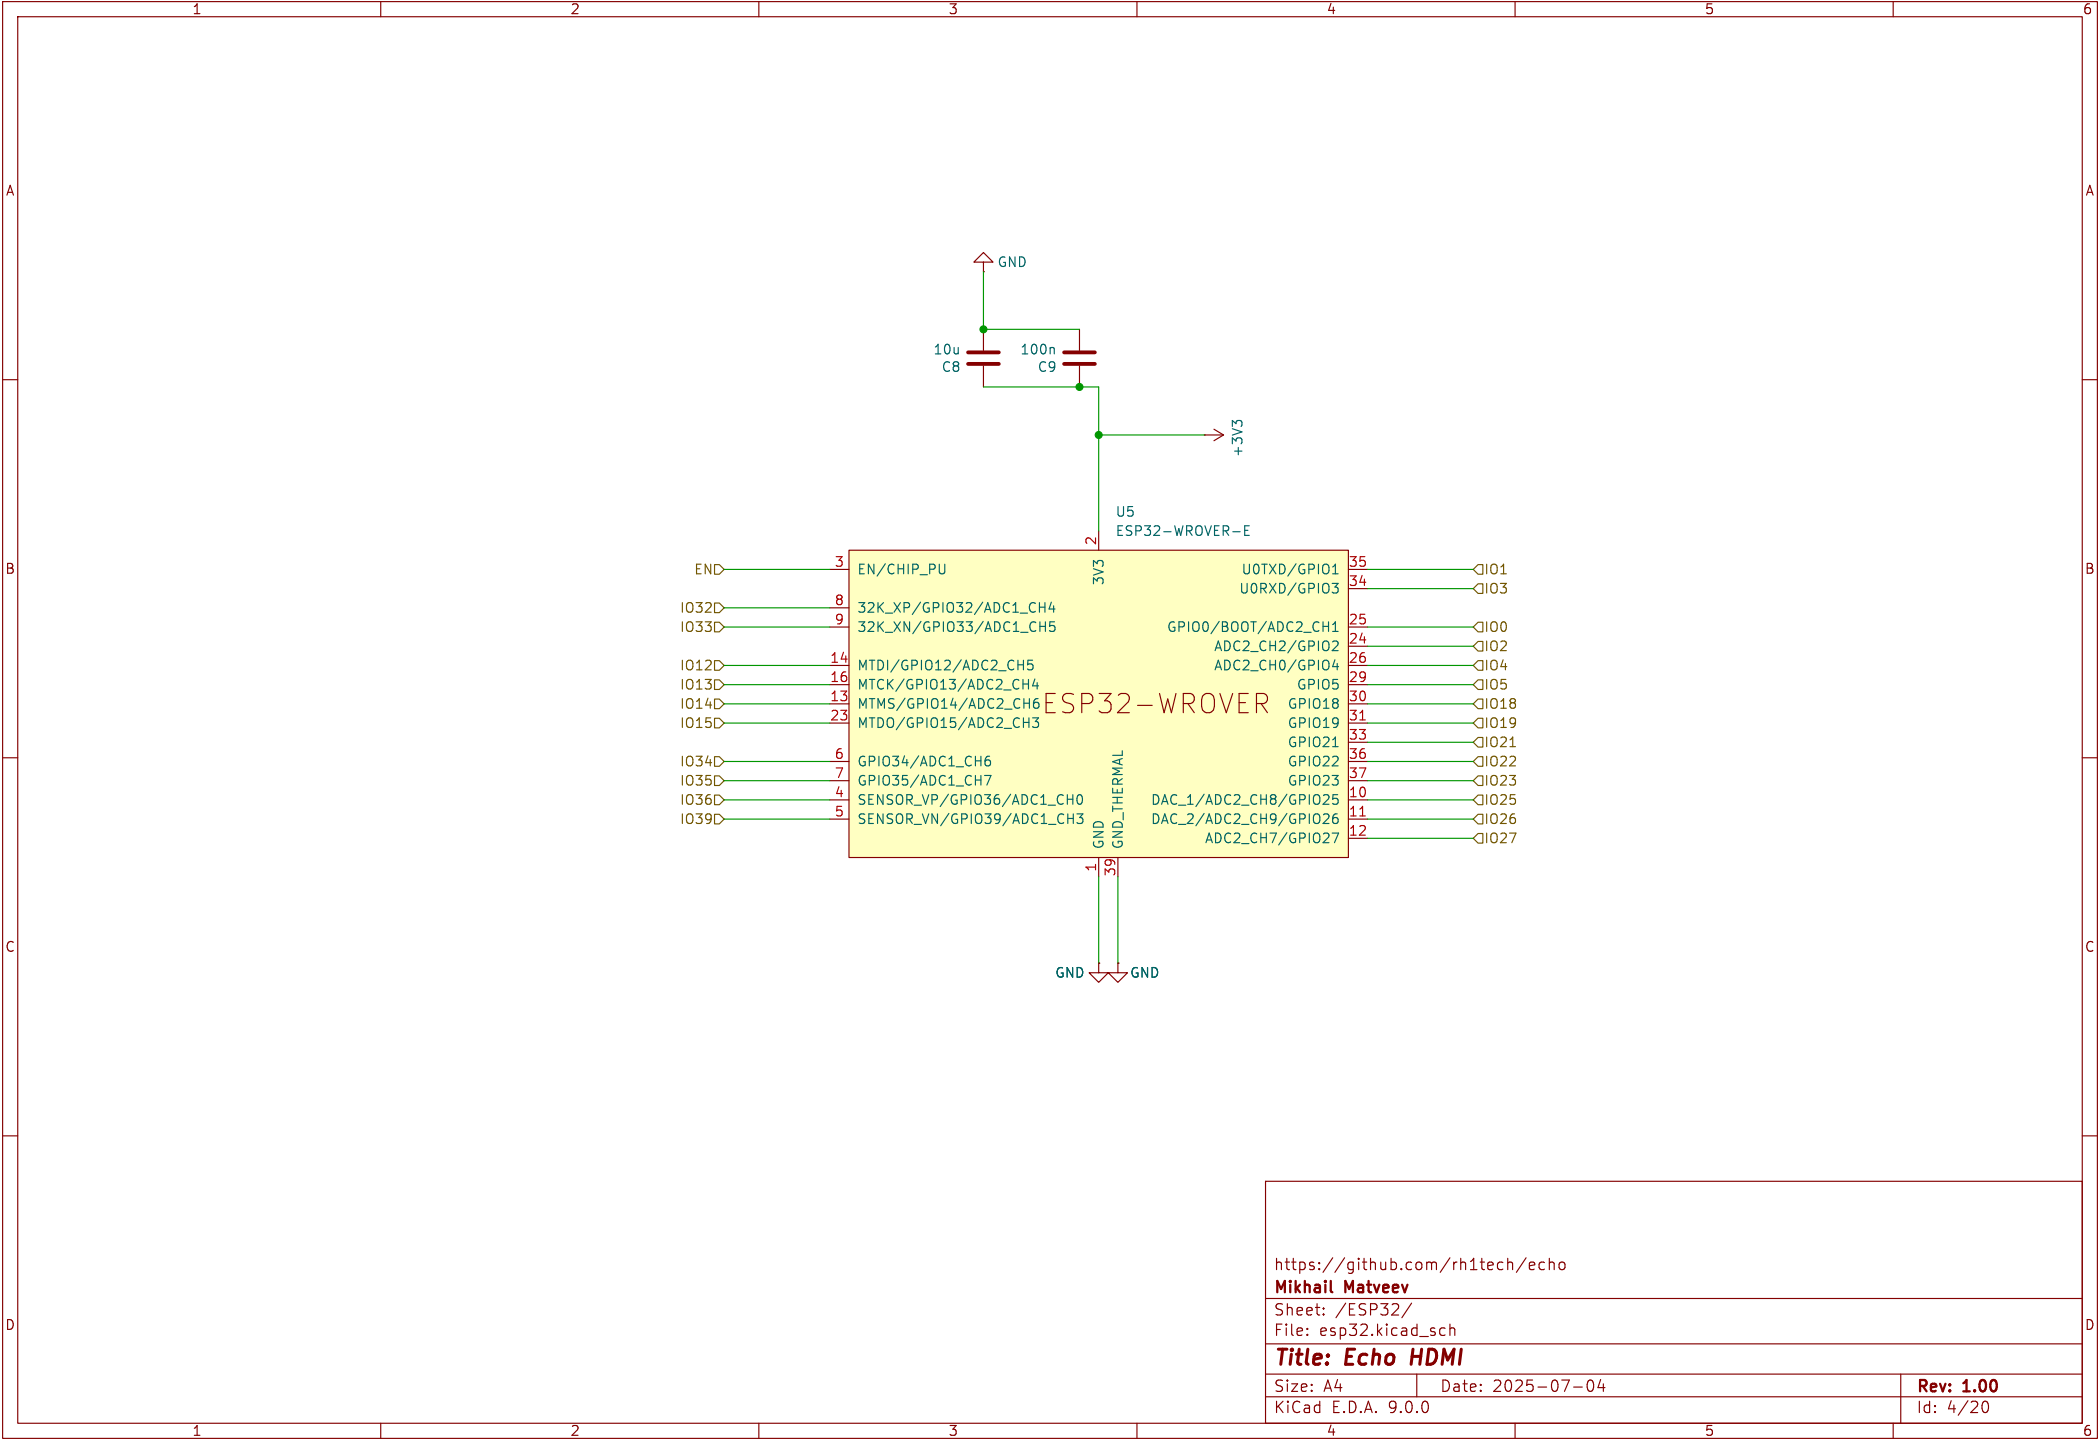 1 2 3 4 5 6
A A
B B
C C
D D
GND
10u
C8
100n
C9
+3V3
U5
ESP32-WROVER-E
2
3V3
EN 3 EN/CHIP_PU
IO32 8 32K_XP/GPIO32/ADC1_CH4
IO33 9 32K_XN/GPIO33/ADC1_CH5
IO12 14 MTDI/GPIO12/ADC2_CH5
IO13 16 MTCK/GPIO13/ADC2_CH4
IO14 13 MTMS/GPIO14/ADC2_CH6
IO15 23 MTDO/GPIO15/ADC2_CH3
IO34 6 GPIO34/ADC1_CH6
IO35 7 GPIO35/ADC1_CH7
IO36 4 SENSOR_VP/GPIO36/ADC1_CH0
IO39 5 SENSOR_VN/GPIO39/ADC1_CH3
ESP32-WROVER
U0TXD/GPIO1 35 IO1
U0RXD/GPIO3 34 IO3
GPIO0/BOOT/ADC2_CH1 25 IO0
ADC2_CH2/GPIO2 24 IO2
ADC2_CH0/GPIO4 26 IO4
GPIO5 29 IO5
GPIO18 30 IO18
GPIO19 31 IO19
GPIO21 33 IO21
GPIO22 36 IO22
GPIO23 37 IO23
DAC_1/ADC2_CH8/GPIO25 10 IO25
DAC_2/ADC2_CH9/GPIO26 11 IO26
ADC2_CH7/GPIO27 12 IO27
GND
1
GND_THERMAL
39
GND GND
https://github.com/rh1tech/echo
Mikhail Matveev
Sheet: /ESP32/
File: esp32.kicad_sch
Title: Echo HDMI
Size: A4 Date: 2025-07-04 Rev: 1.00
KiCad E.D.A. 9.0.0 Id: 4/20
1 2 3 4 5 6